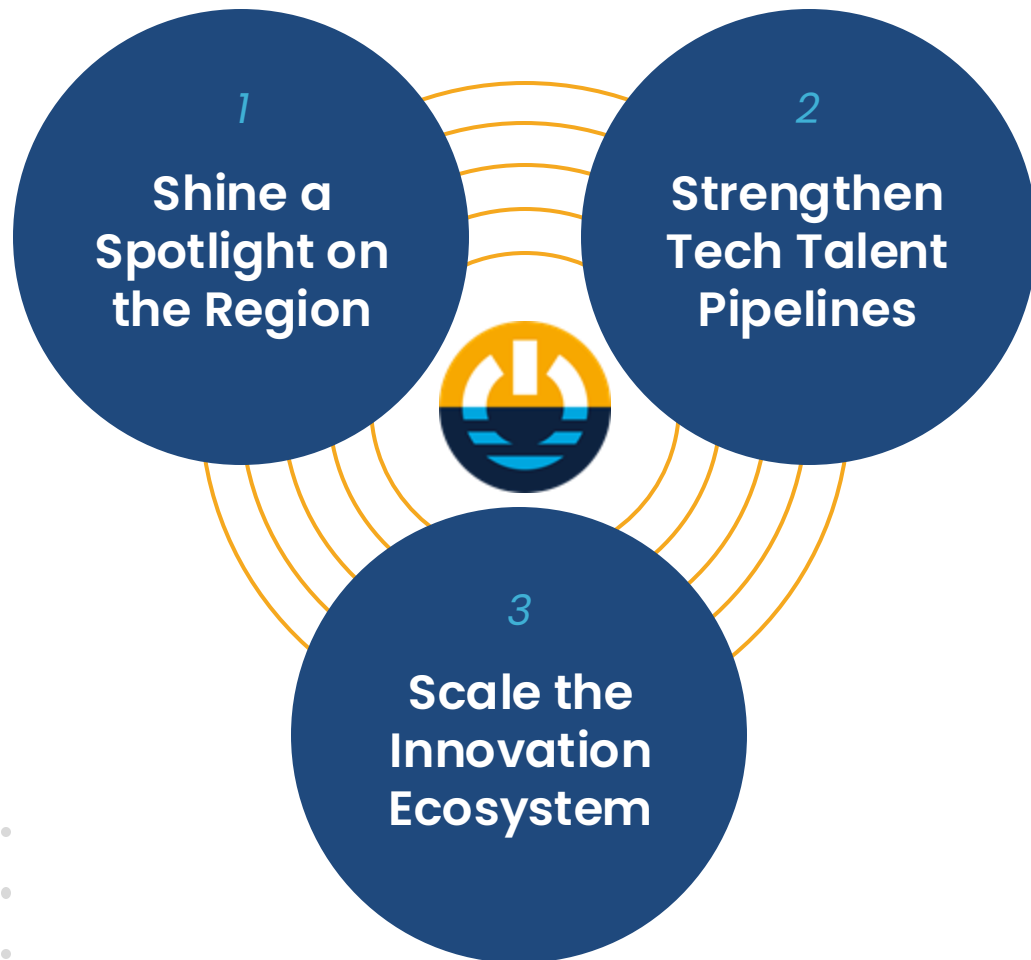 1
Shine a
Spotlight on
the Region
2
Strengthen
Tech Talent
Pipelines
3
Scale the
Innovation
Ecosystem